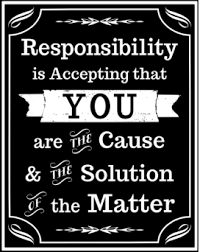 Responsibility
is Accepting that
YOU
are THE Cause
& THE Solution
OF the Matter